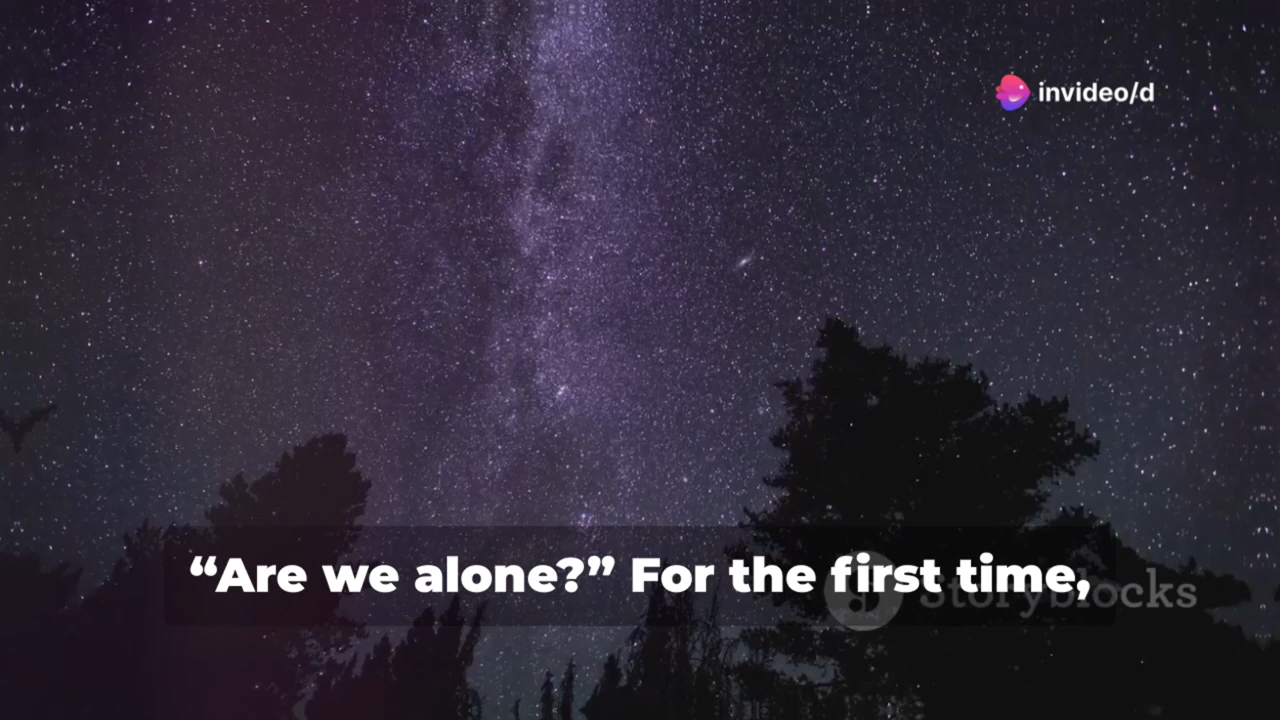 invideo/d
“Are we alone?” For the first time,
Storyblocks